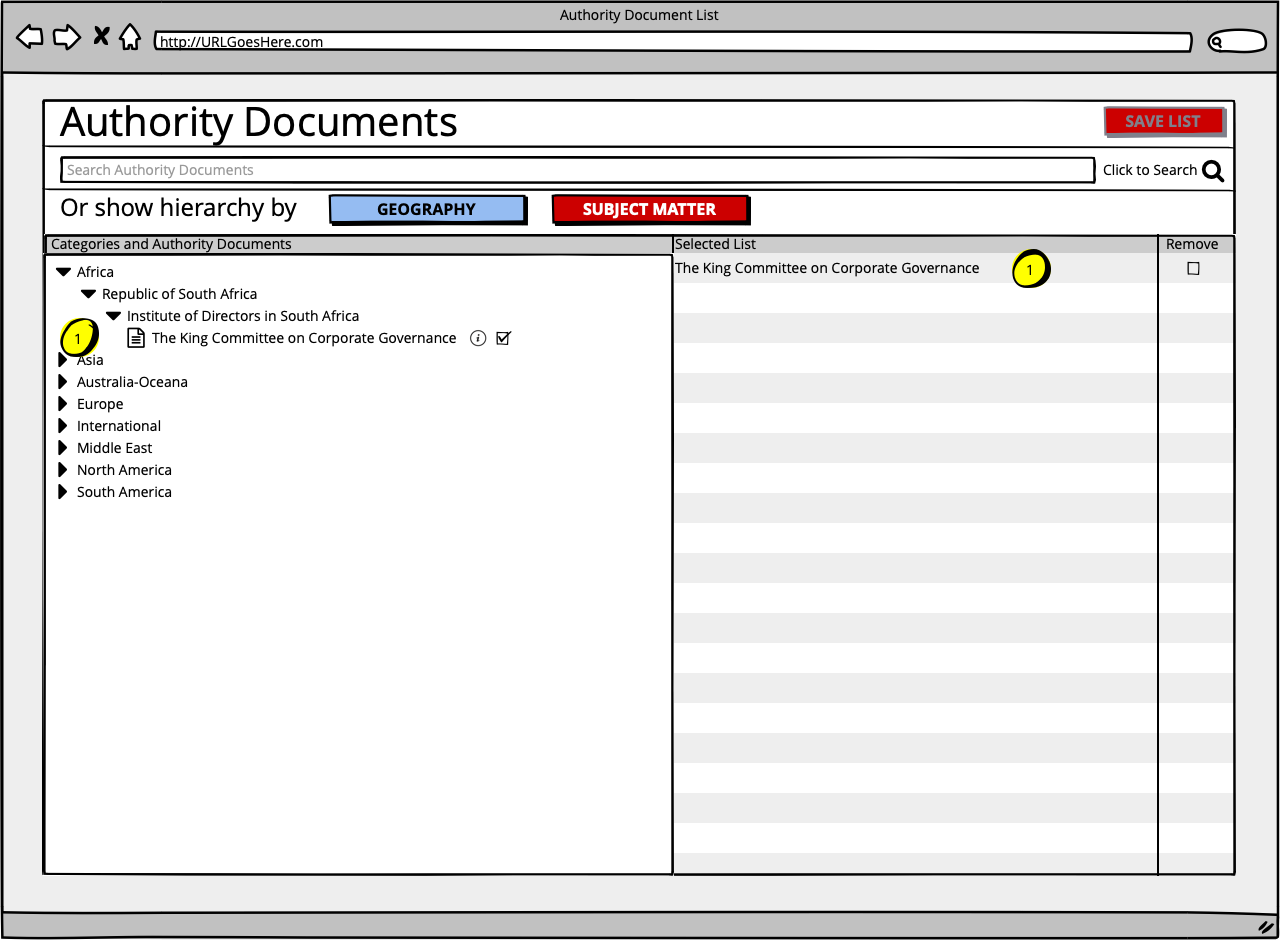 Authority Document List
http://URLGoesHere.com
Authority Documents
SAVE LIST
Search Authority Documents
Click to Search
Or show hierarchy by
GEOGRAPHY
SUBJECT MATTER
Categories and Authority Documents
Selected List
Remove
Africa
The King Committee on Corporate Governance
1
Republic of South Africa
Institute of Directors in South Africa
1
The King Committee on Corporate Governance
i
Asia
Australia-Oceana
Europe
International
Middle East
North America
South America